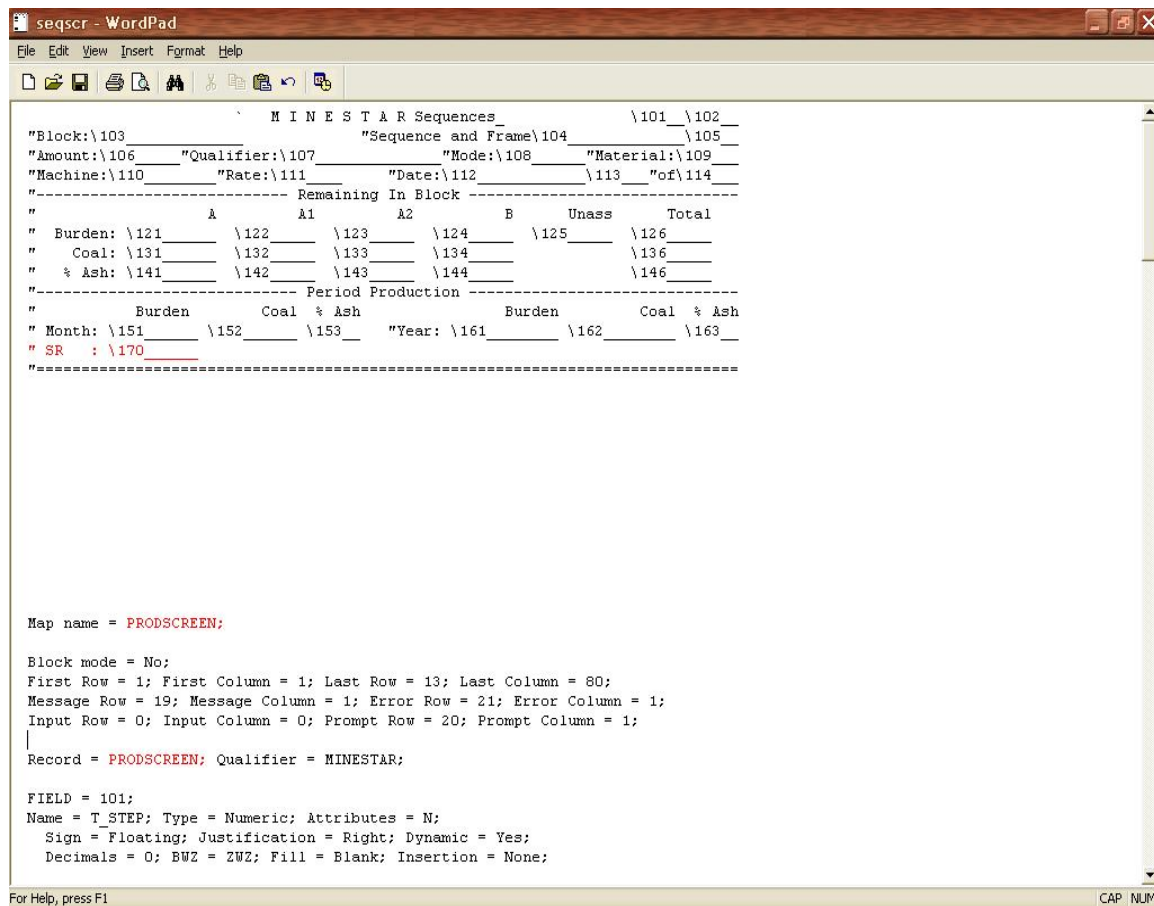 seqscr - WordPad
File Edit View Insert Format Help
` M I N E S T A R Sequences_ \101__\102__
"Block:\103_____________ "Sequence and Frame\104_____________\105__
"Amount:\106_____"Qualifier:\107______________"Mode:\108______"Material:\109___
"Machine:\110________"Rate:\111____ "Date:\112____________\113___"of\114___
"---------------------------- Remaining In Block ------------------------------
" A A1 A2 B Unass Total
" Burden: \121______ \122_____ \123_____ \124_____ \125_____ \126_____
" Coal: \131______ \132_____ \133_____ \134_____ \136_____
" % Ash: \141______ \142_____ \143_____ \144_____ \146_____
"----------------------------- Period Production ------------------------------
" Burden Coal % Ash Burden Coal % Ash
" Month: \151______ \152______ \153__ "Year: \161________ \162________ \163__
" SR : \170______
"==============================================================================
Map name = PRODSCREEN;
Block mode = No;
First Row = 1; First Column = 1; Last Row = 13; Last Column = 80;
Message Row = 19; Message Column = 1; Error Row = 21; Error Column = 1;
Input Row = 0; Input Column = 0; Prompt Row = 20; Prompt Column = 1;
Record = PRODSCREEN; Qualifier = MINESTAR;
FIELD = 101;
Name = T_STEP; Type = Numeric; Attributes = N;
Sign = Floating; Justification = Right; Dynamic = Yes;
Decimals = 0; BWZ = ZWZ; Fill = Blank; Insertion = None;
For Help, press F1 CAP NUM